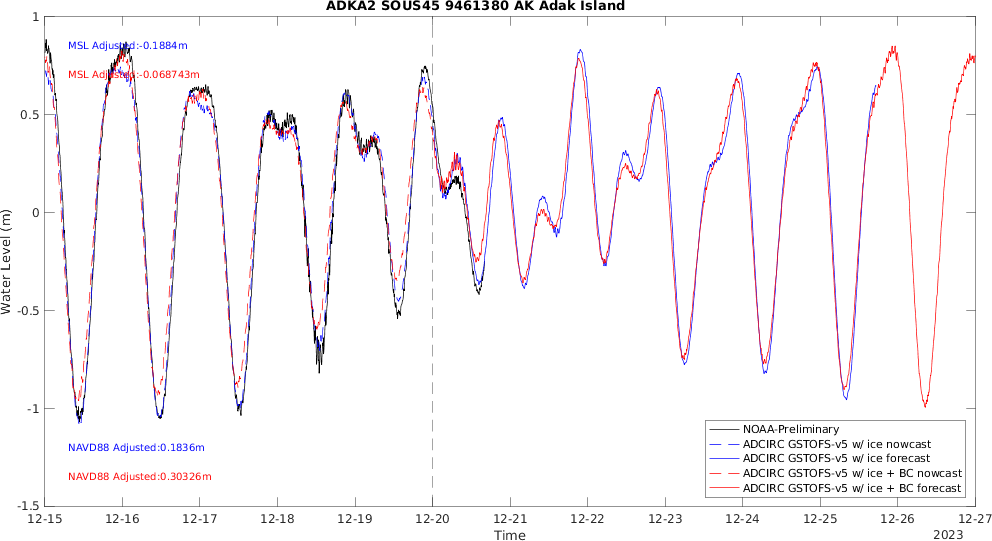 ADKA2 SOUS45 9461380 AK Adak Island
MSL Adjusted:-0.1884m
MSL Adjusted:-0.068743m
NAVD88 Adjusted:0.1836m
NAVD88 Adjusted:0.30326m
Water Level (m)
1
0.5
0
-0.5
-1
-1.5
NOAA-Preliminary
ADCIRC GSTOFS-v5 w/ ice nowcast
ADCIRC GSTOFS-v5 w/ ice forecast
ADCIRC GSTOFS-v5 w/ ice + BC nowcast
ADCIRC GSTOFS-v5 w/ ice + BC forecast
12-15 12-16 12-17 12-18 12-19 12-20 12-21 12-22 12-23 12-24 12-25 12-26 12-27
Time
2023